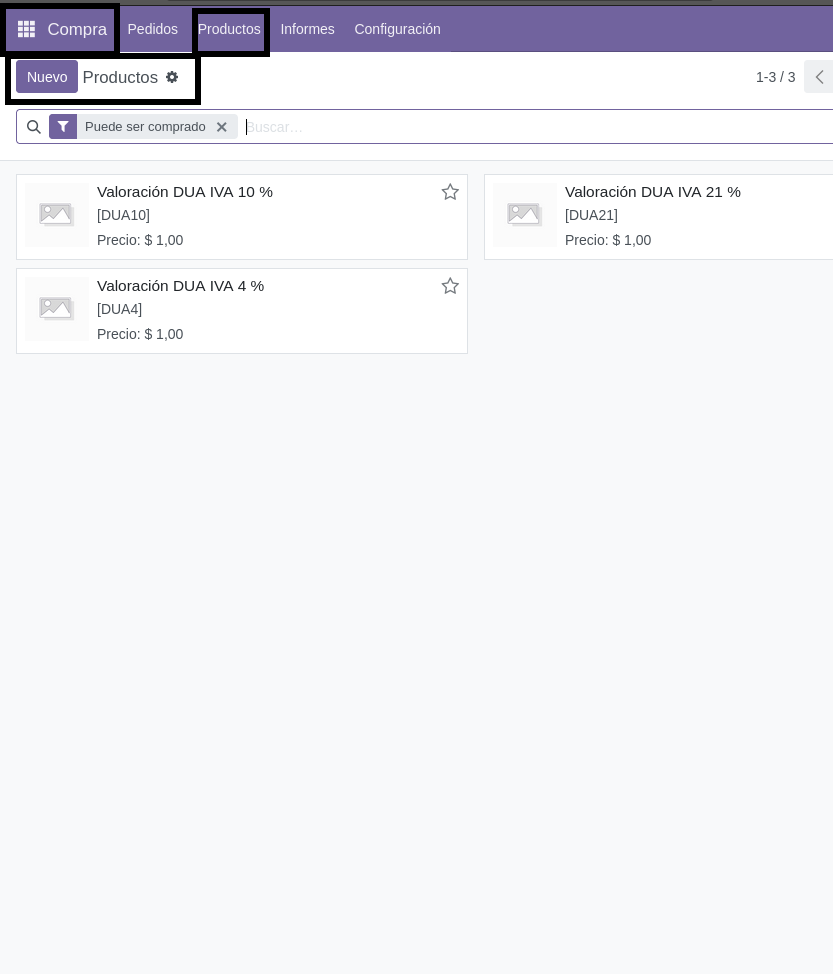 Compra Pedidos Productos Informes Configuración
Nuevo Productos 1-3 / 3
Puede ser comprado Buscar...
Valoración DUA IVA 10 %
[DUA10]
Precio: $ 1,00
Valoración DUA IVA 21 %
[DUA21]
Precio: $ 1,00
Valoración DUA IVA 4 %
[DUA4]
Precio: $ 1,00